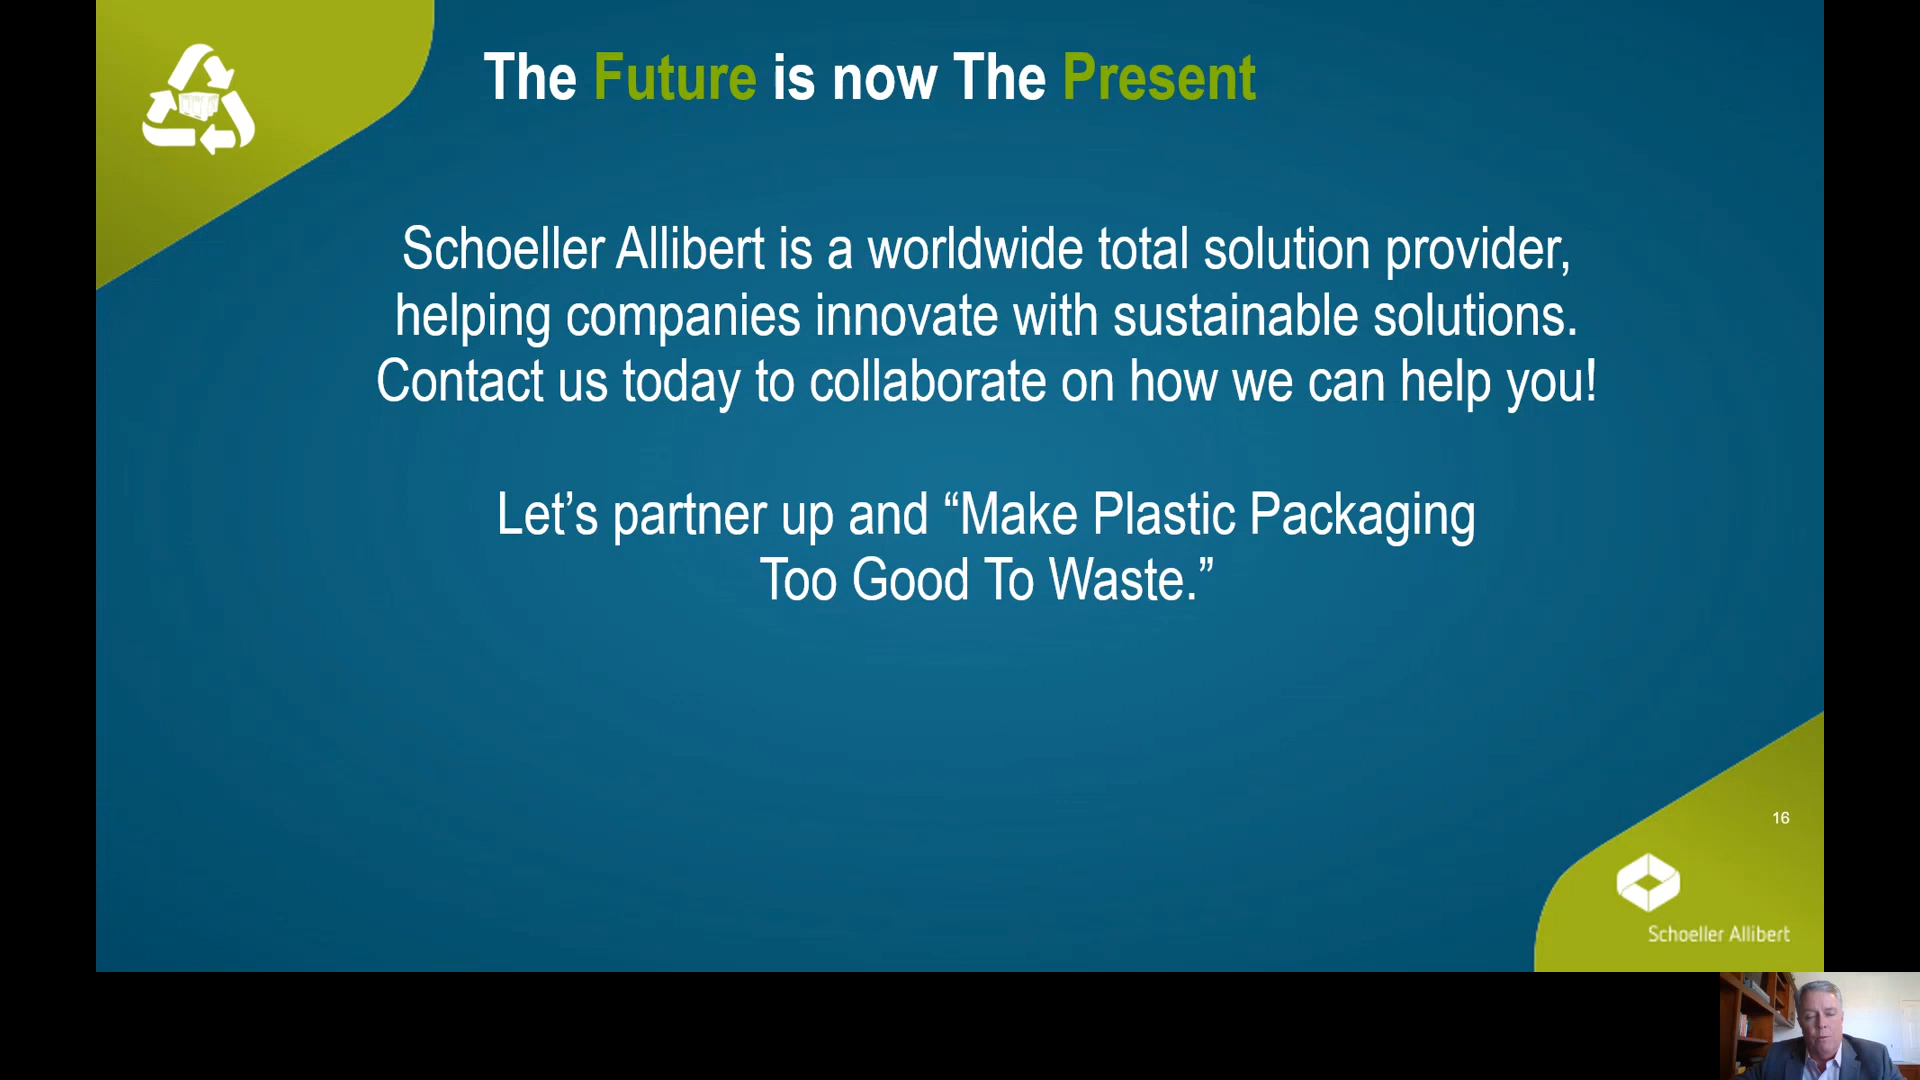 The Future is now The Present
Schoeller Allibert is a worldwide total solution provider,
helping companies innovate with sustainable solutions.
Contact us today to collaborate on how we can help you!
Let’s partner up and “Make Plastic Packaging
Too Good To Waste.”
16
Schoeller Allibert